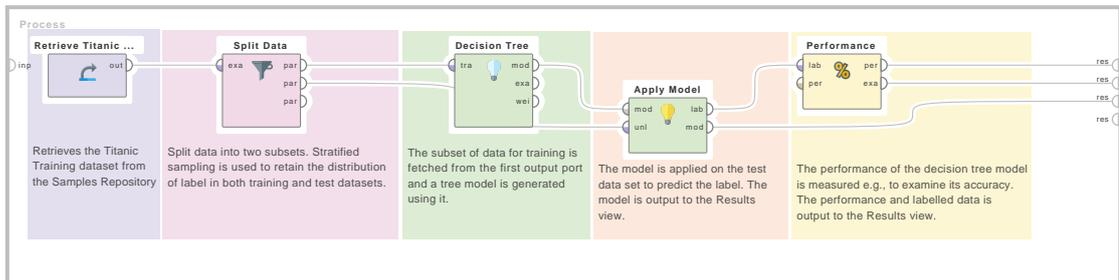 Process
Retrieve Titanic ...
inp
out
Split Data
exa
par
par
par
Decision Tree
tra
mod
exa
wei
Apply Model
mod
lab
unl
mod
Performance
lab
per
per
exa
res
res
res
res
Retrieves the Titanic
Training dataset from
the Samples Repository
Split data into two subsets. Stratified
sampling is used to retain the distribution
of label in both training and test datasets.
The subset of data for training is
fetched from the first output port
and a tree model is generated
using it.
The model is applied on the test
data set to predict the label. The
model is output to the Results
view.
The performance of the decision tree model
is measured e.g., to examine its accuracy.
The performance and labelled data is
output to the Results view.